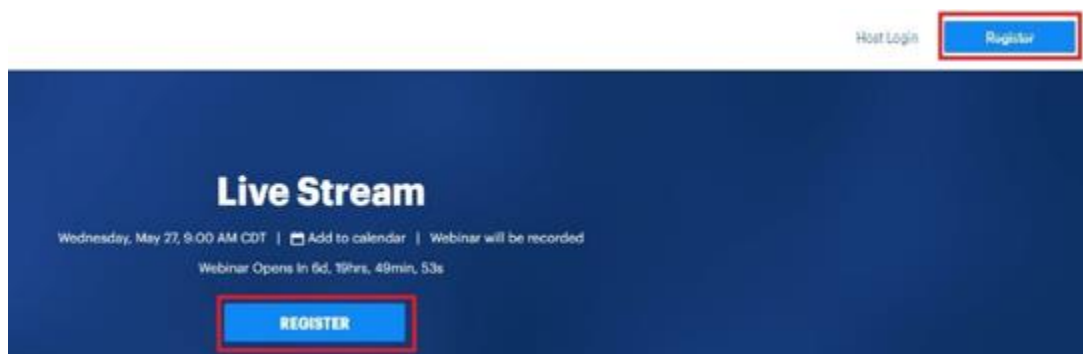 Host Login Register
Live Stream
Wednesday, May 27, 9:00 AM CDT | Add to calendar | Webinar will be recorded
Webinar Opens In 6d, 19hrs, 49min, 53s
REGISTER